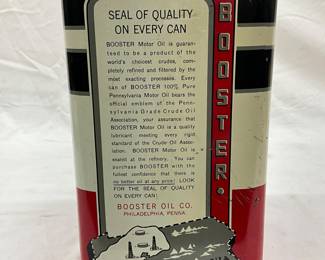 SEAL OF QUALITY
ON EVERY CAN
BOOSTER Motor Oil is guaran-
teed to be a product of the
world's choicest crudes, com-
pletely refined and filtered by the
most exacting processes. Every
can of BOOSTER 100% Pure
Pennsylvania Motor Oil bears the
official emblem of the Penn-
sylvania Grade Crude Oil
Association, your assurance that
BOOSTER Motor Oil is a quality
lubricant meeting every rigid
standard of the Crude Oil Asso-
ciation. BOOSTER Motor Oil is
sealed at the refinery. You can
purchase BOOSTER with the
fullest confidence that there is
no better oil at any price! LOOK
FOR THE SEAL OF QUALITY
ON EVERY CAN!
BOOSTER OIL CO.
PHILADELPHIA, PENNA.
BOOSTER